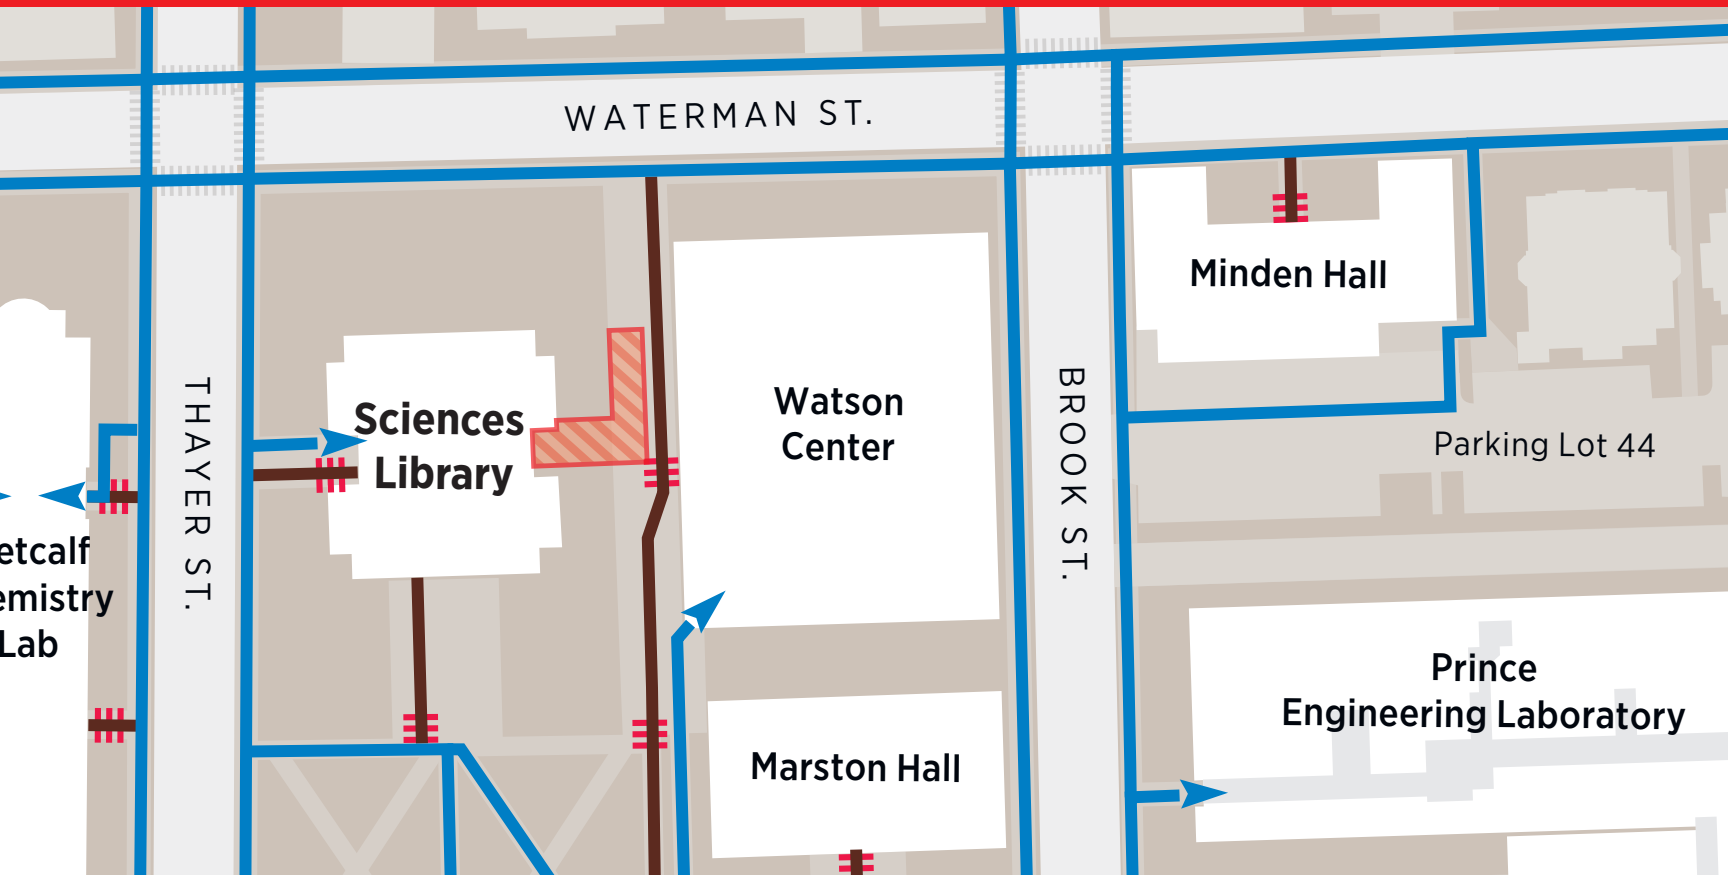 WATERMAN ST.
Minden Hall
THAYER ST.
Sciences
Library
Watson
Center
BROOK ST.
Parking Lot 44
etcalf
emistry
Lab
Prince
Engineering Laboratory
Marston Hall